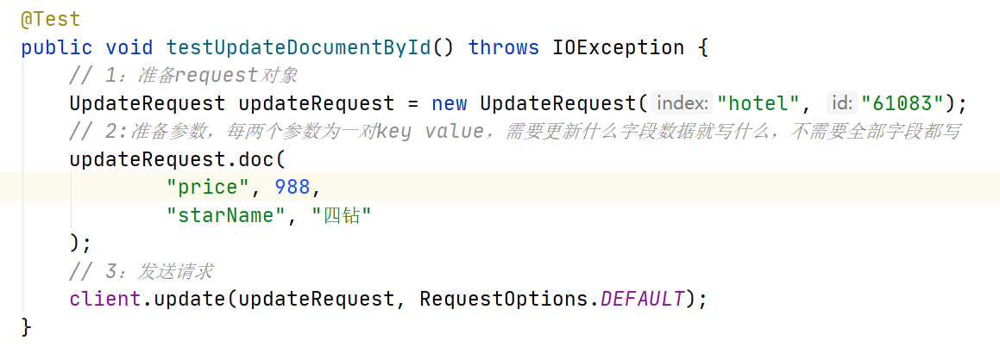 @Test
public void testUpdateDocumentById() throws IOException {
// 1：准备request对象
UpdateRequest updateRequest = new UpdateRequest( index: "hotel", id: "61083");
// 2:准备参数，每两个参数为一对key value，需要更新什么字段数据就写什么，不需要全部字段都写
updateRequest.doc(
"price", 988,
"starName", "四钻"
);
// 3：发送请求
client.update(updateRequest, RequestOptions.DEFAULT);
}